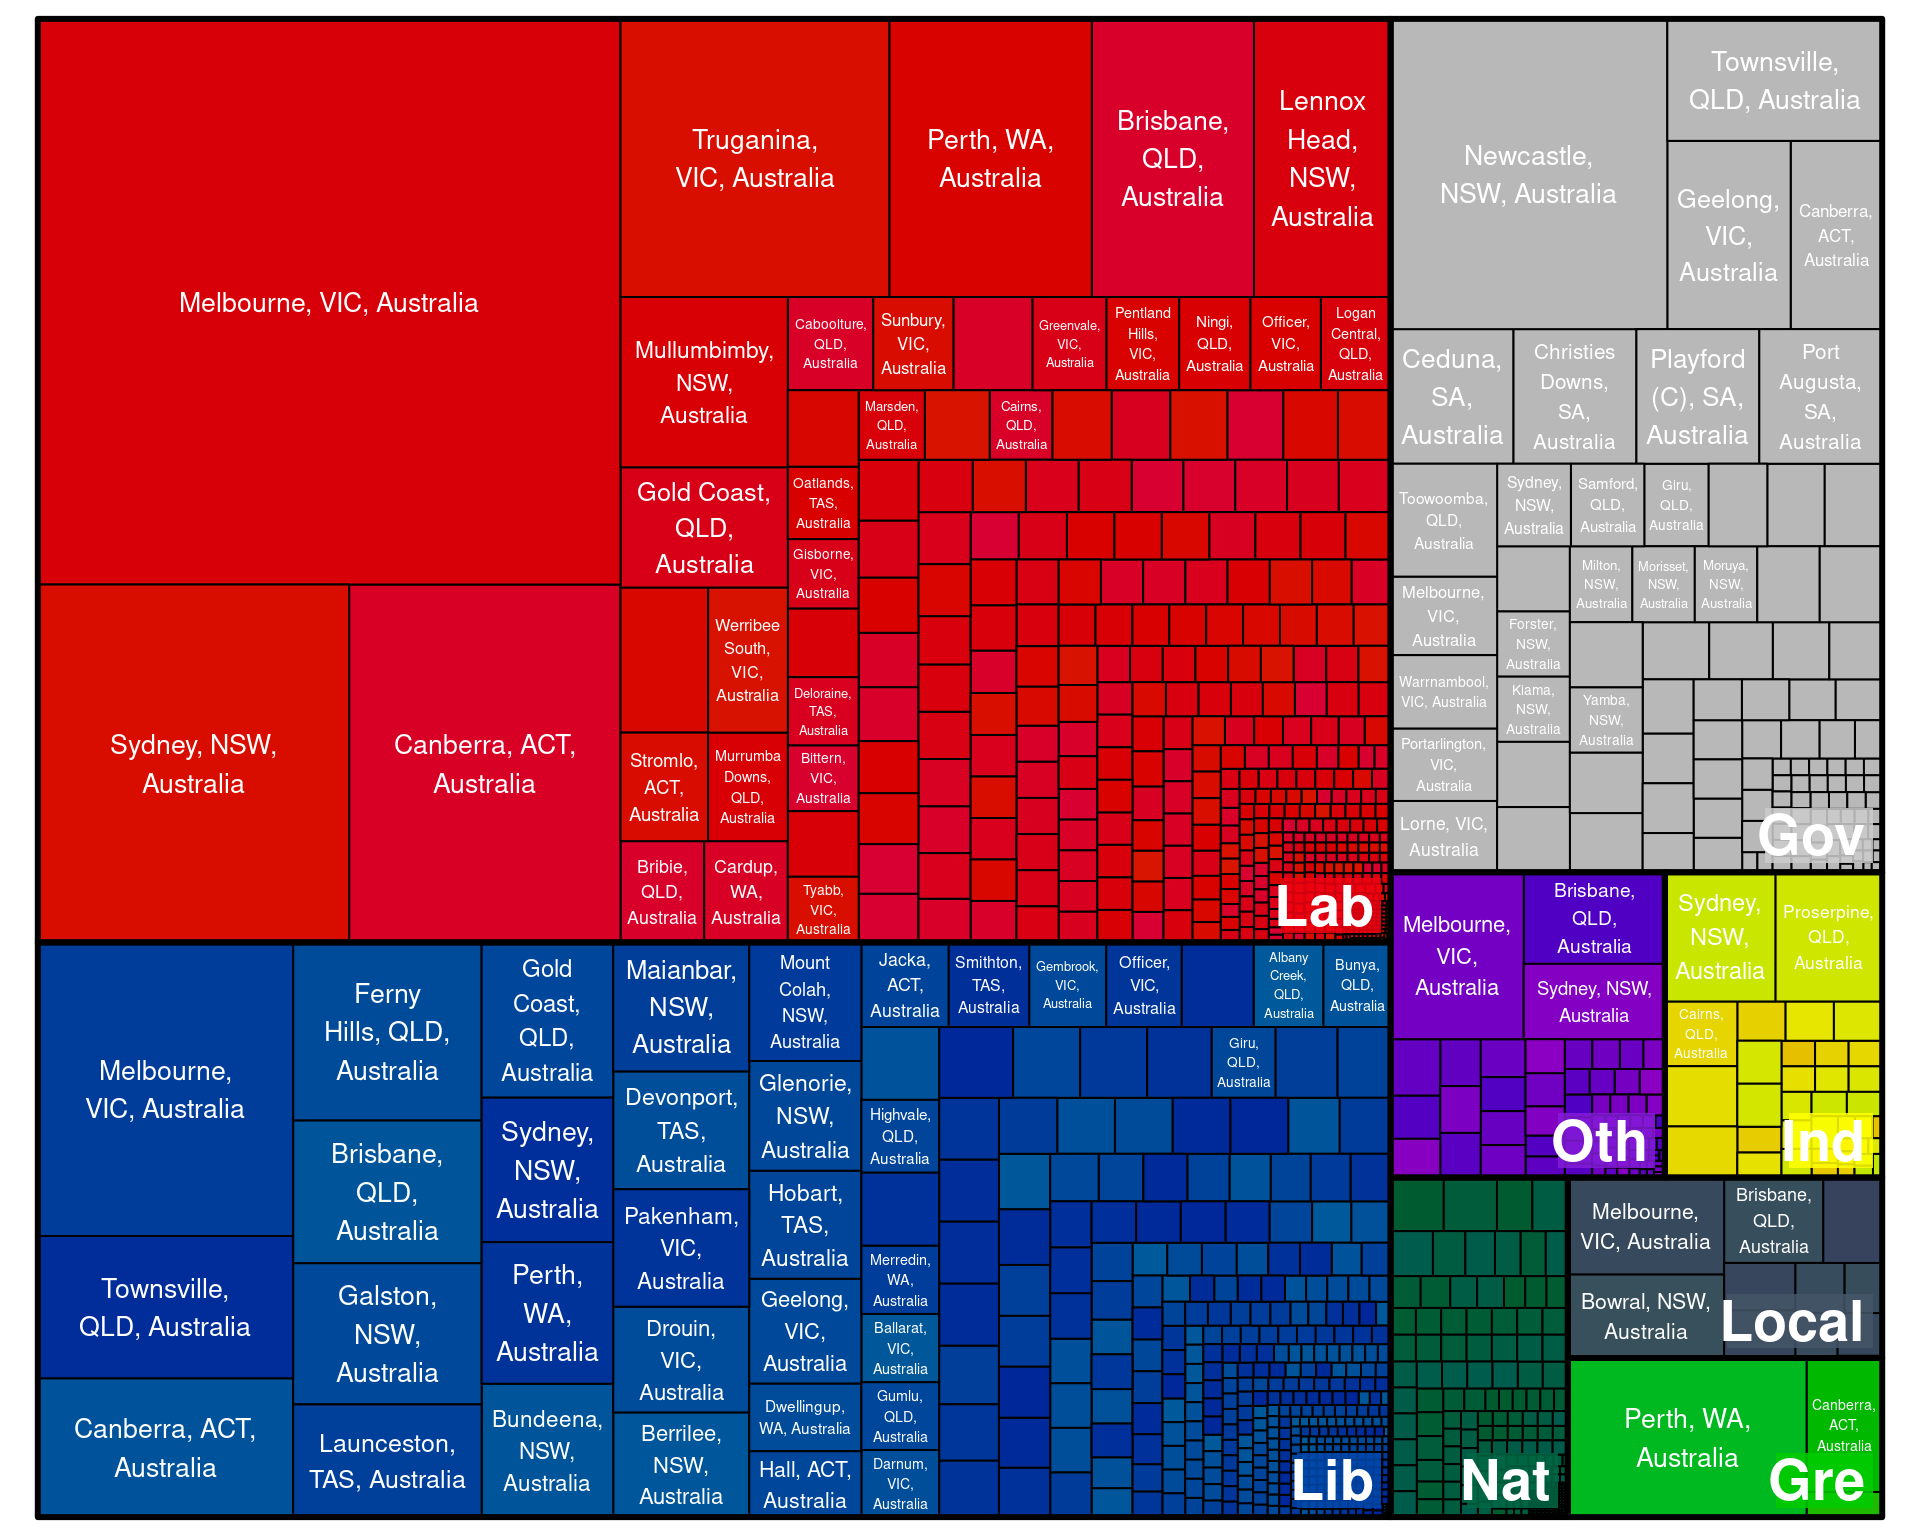 Melbourne, VIC, Australia
Sydney, NSW,
Australia
Canberra, ACT,
Australia
Truganina,
VIC, Australia
Perth, WA,
Australia
Brisbane,
QLD,
Australia
Lennox
Head,
NSW,
Australia
Mullumbimby,
NSW,
Australia
Gold Coast,
QLD,
Australia
Werribee
South,
VIC,
Australia
Stromlo,
ACT,
Australia
Murrumba
Downs,
QLD,
Australia
Bribie,
QLD,
Australia
Cardup,
WA,
Australia
Caboolture,
QLD,
Australia
Sunbury,
VIC,
Australia
Greenvale,
VIC,
Australia
Pentland
Hills,
VIC,
Australia
Ningi,
QLD,
Australia
Officer,
VIC,
Australia
Logan
Central,
QLD,
Australia
Marsden,
QLD,
Australia
Cairns,
QLD,
Australia
Oatlands,
TAS,
Australia
Gisborne,
VIC,
Australia
Deloraine,
TAS,
Australia
Bittern,
VIC,
Australia
Tyabb,
VIC,
Australia
Lab
Newcastle,
NSW, Australia
Townsville,
QLD, Australia
Geelong,
VIC,
Australia
Canberra,
ACT,
Australia
Ceduna,
SA,
Australia
Christies
Downs,
SA,
Australia
Playford
(C), SA,
Australia
Port
Augusta,
SA,
Australia
Toowoomba,
QLD,
Australia
Sydney,
NSW,
Australia
Samford,
QLD,
Australia
Giru,
QLD,
Australia
Melbourne,
VIC,
Australia
Milton,
NSW,
Australia
Morisset,
NSW,
Australia
Moruya,
NSW,
Australia
Forster,
NSW,
Australia
Warrnambool,
VIC, Australia
Kiama,
NSW,
Australia
Yamba,
NSW,
Australia
Portarlington,
VIC,
Australia
Lorne, VIC,
Australia
Gov
Melbourne,
VIC, Australia
Townsville,
QLD, Australia
Canberra, ACT,
Australia
Ferny
Hills, QLD,
Australia
Brisbane,
QLD,
Australia
Galston,
NSW,
Australia
Launceston,
TAS, Australia
Gold
Coast,
QLD,
Australia
Sydney,
NSW,
Australia
Perth,
WA,
Australia
Bundeena,
NSW,
Australia
Maianbar,
NSW,
Australia
Devonport,
TAS,
Australia
Pakenham,
VIC,
Australia
Drouin,
VIC,
Australia
Berrilee,
NSW,
Australia
Mount
Colah,
NSW,
Australia
Glenorie,
NSW,
Australia
Hobart,
TAS,
Australia
Geelong,
VIC,
Australia
Dwellingup,
WA, Australia
Hall, ACT,
Australia
Jacka,
ACT,
Australia
Smithton,
TAS,
Australia
Gembrook,
VIC,
Australia
Officer,
VIC,
Australia
Albany
Creek,
QLD,
Australia
Bunya,
QLD,
Australia
Giru,
QLD,
Australia
Highvale,
QLD,
Australia
Merredin,
WA,
Australia
Ballarat,
VIC,
Australia
Gumlu,
QLD,
Australia
Darnum,
VIC,
Australia
Lib
Melbourne,
VIC,
Australia
Brisbane,
QLD,
Australia
Sydney, NSW,
Australia
Oth
Sydney,
NSW,
Australia
Proserpine,
QLD,
Australia
Cairns,
QLD,
Australia
Ind
Nat
Melbourne,
VIC, Australia
Brisbane,
QLD,
Australia
Bowral, NSW,
Australia
Local
Perth, WA,
Australia
Canberra,
ACT,
Australia
Gre